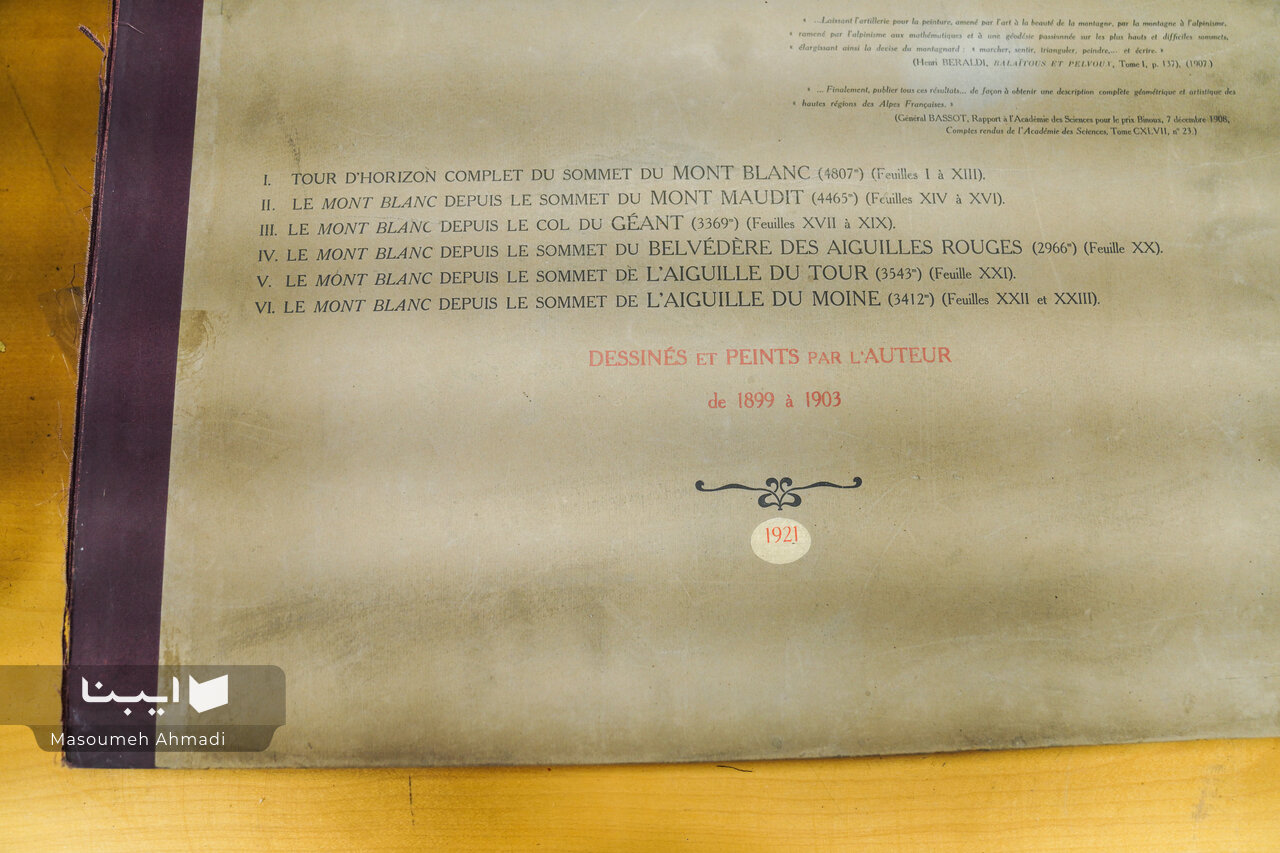 « ...Laissant l'artillerie pour la peinture, amené par l'art à la beauté de la montagne, par la montagne à l'alpinisme,
« ramené par l'alpinisme aux mathématiques et à une géodésie passionnée sur les plus hauts et difficiles sommets,
« élargissant ainsi la devise du montagnard : « marcher, sentir, trianguler, peindre,... et écrire. »
(Henri BERALDI, BALAÏTOUS ET PELVOUX, Tome I, p. 137), (1907.)
« ... Finalement, publier tous ces résultats... de façon à obtenir une description complète géométrique et artistique des
« hautes régions des Alpes Françaises. »
(Général BASSOT, Rapport à l'Académie des Sciences pour le prix Binoux, 7 décembre 1908,
Comptes rendus de l'Académie des Sciences, Tome CXLVII, n° 23.)
I. TOUR D'HORIZON COMPLET DU SOMMET DU MONT BLANC (4807ᵐ) (Feuilles I à XIII).
II. LE MONT BLANC DEPUIS LE SOMMET DU MONT MAUDIT (4465ᵐ) (Feuilles XIV à XVI).
III. LE MONT BLANC DEPUIS LE COL DU GÉANT (3369ᵐ) (Feuilles XVII à XIX).
IV. LE MONT BLANC DEPUIS LE SOMMET DU BELVÉDÈRE DES AIGUILLES ROUGES (2966ᵐ) (Feuille XX).
V. LE MONT BLANC DEPUIS LE SOMMET DE L'AIGUILLE DU TOUR (3543ᵐ) (Feuille XXI).
VI. LE MONT BLANC DEPUIS LE SOMMET DE L'AIGUILLE DU MOINE (3412ᵐ) (Feuilles XXII et XXIII).
DESSINÉS ET PEINTS PAR L'AUTEUR
de 1899 à 1903
1921
ایبنا
Masoumeh Ahmadi